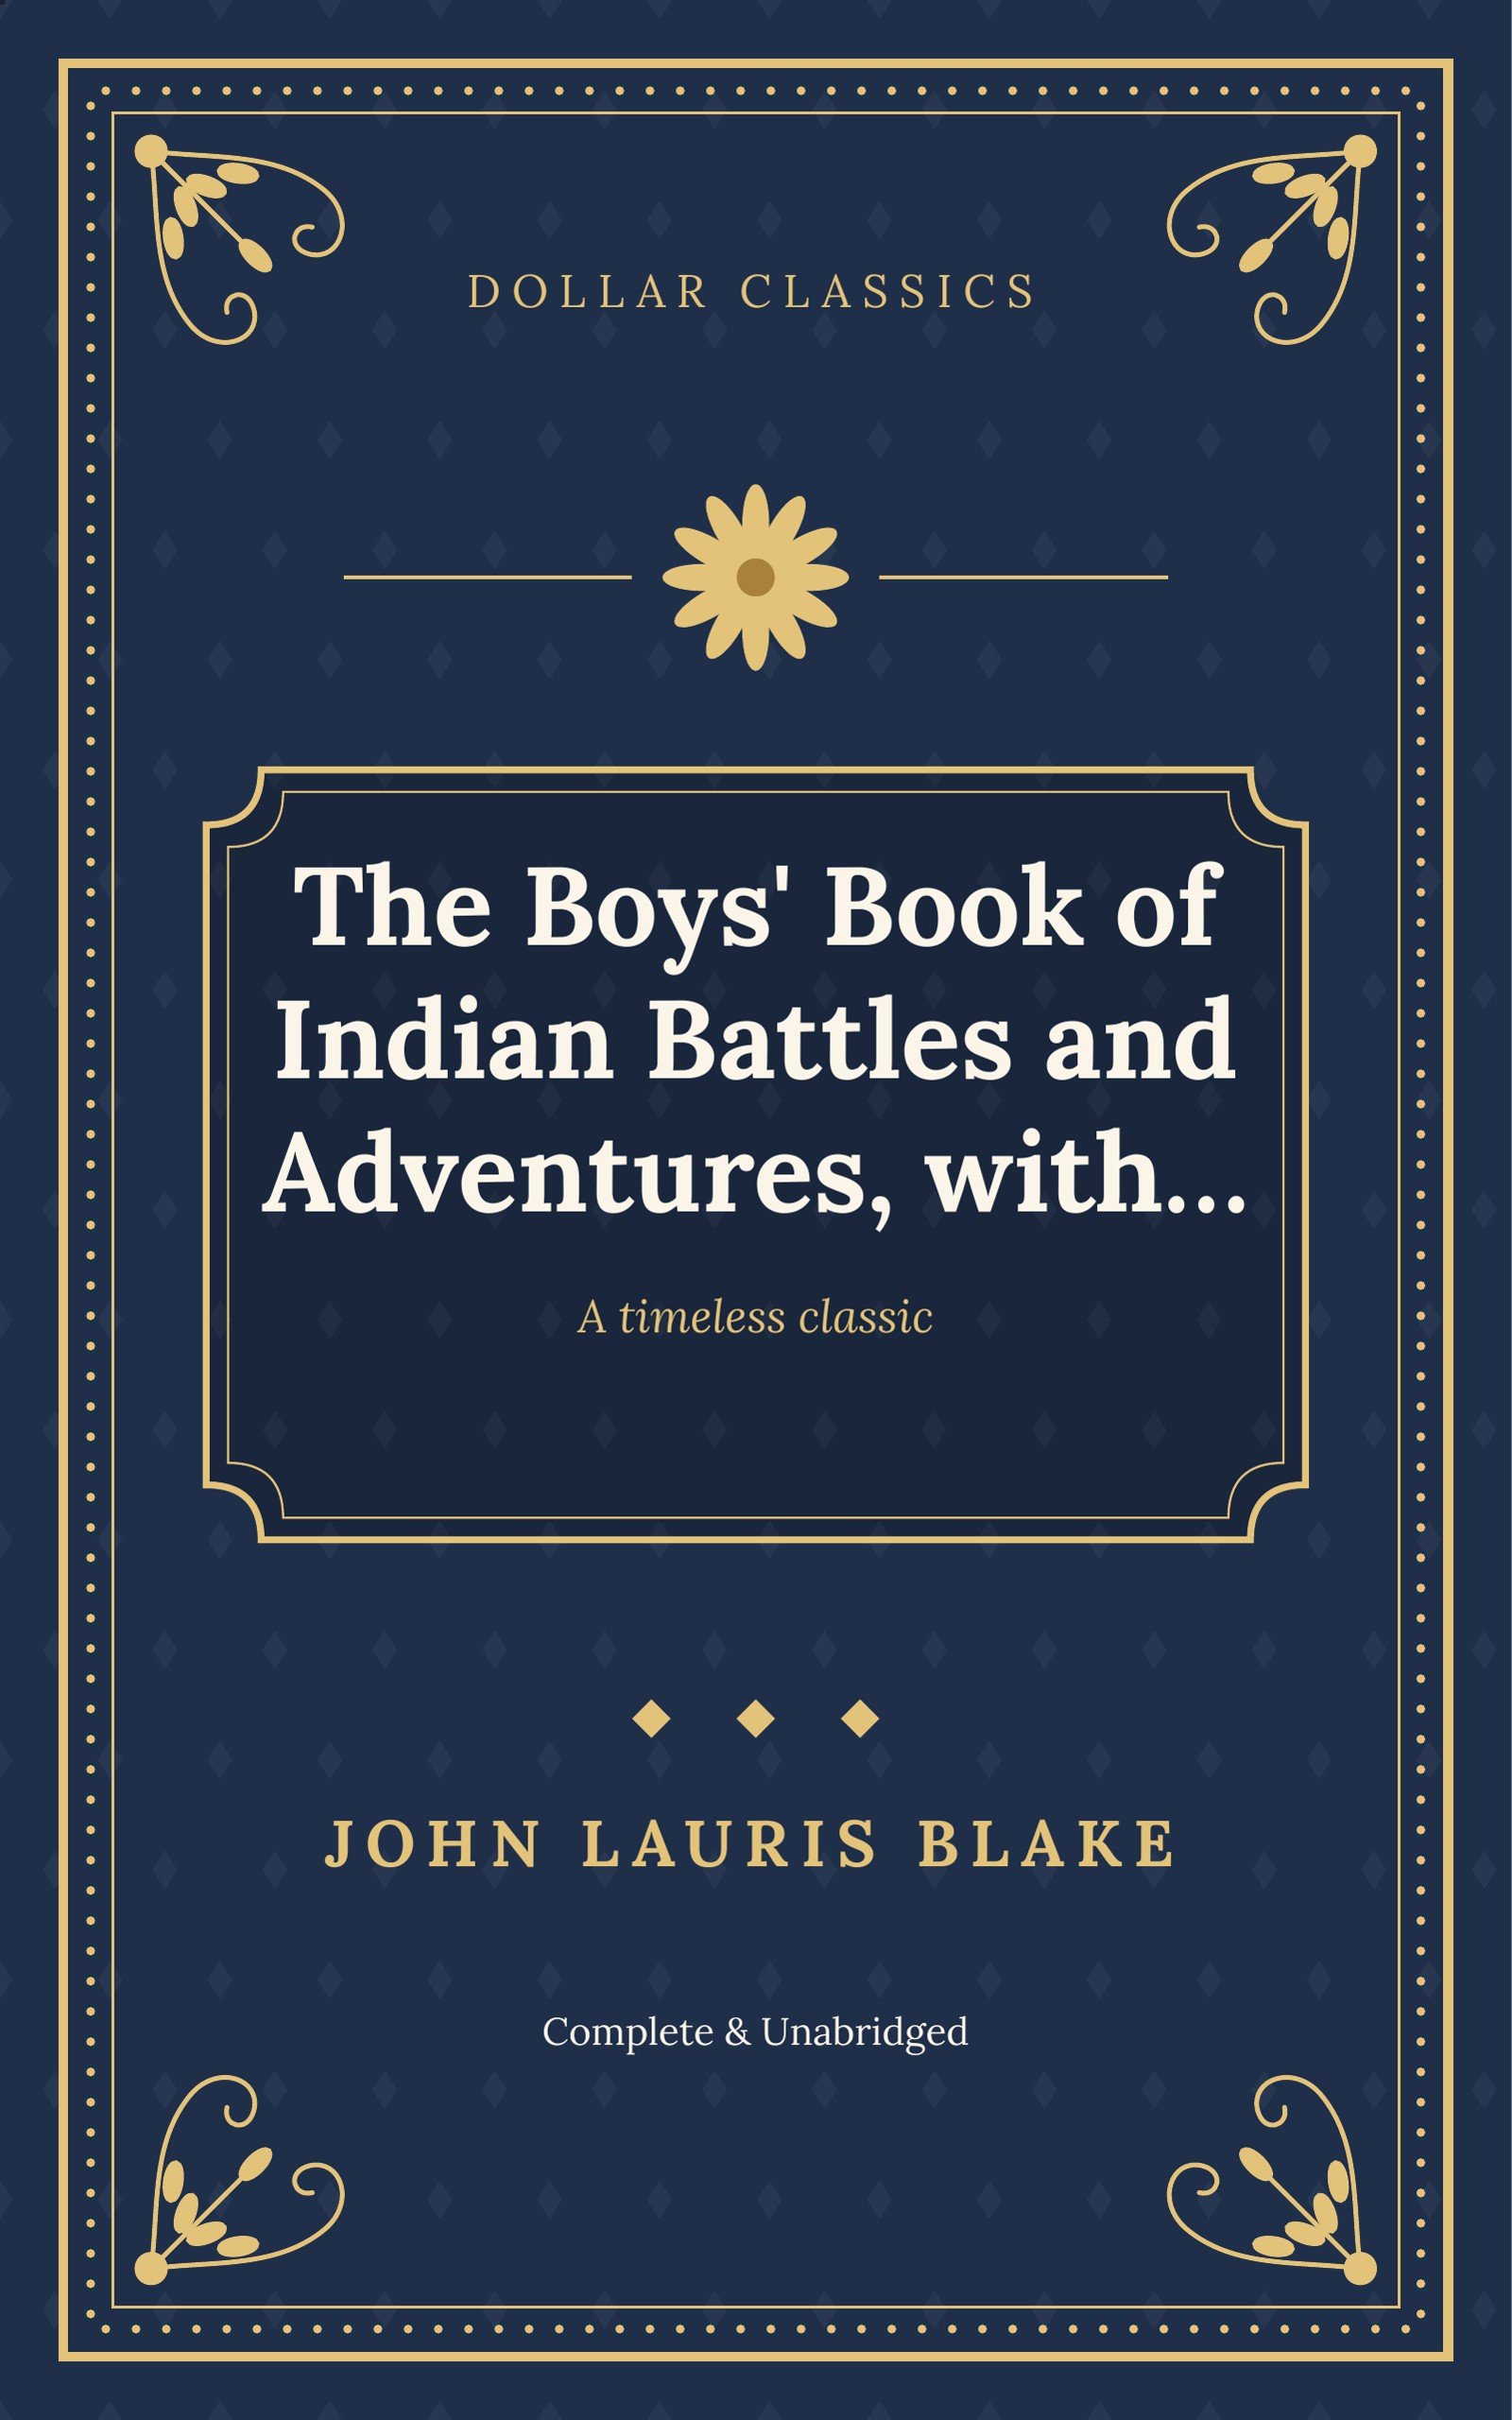 DOLLAR CLASSICS
The Boys' Book of
Indian Battles and
Adventures, with...
A timeless classic
JOHN LAURIS BLAKE
Complete & Unabridged